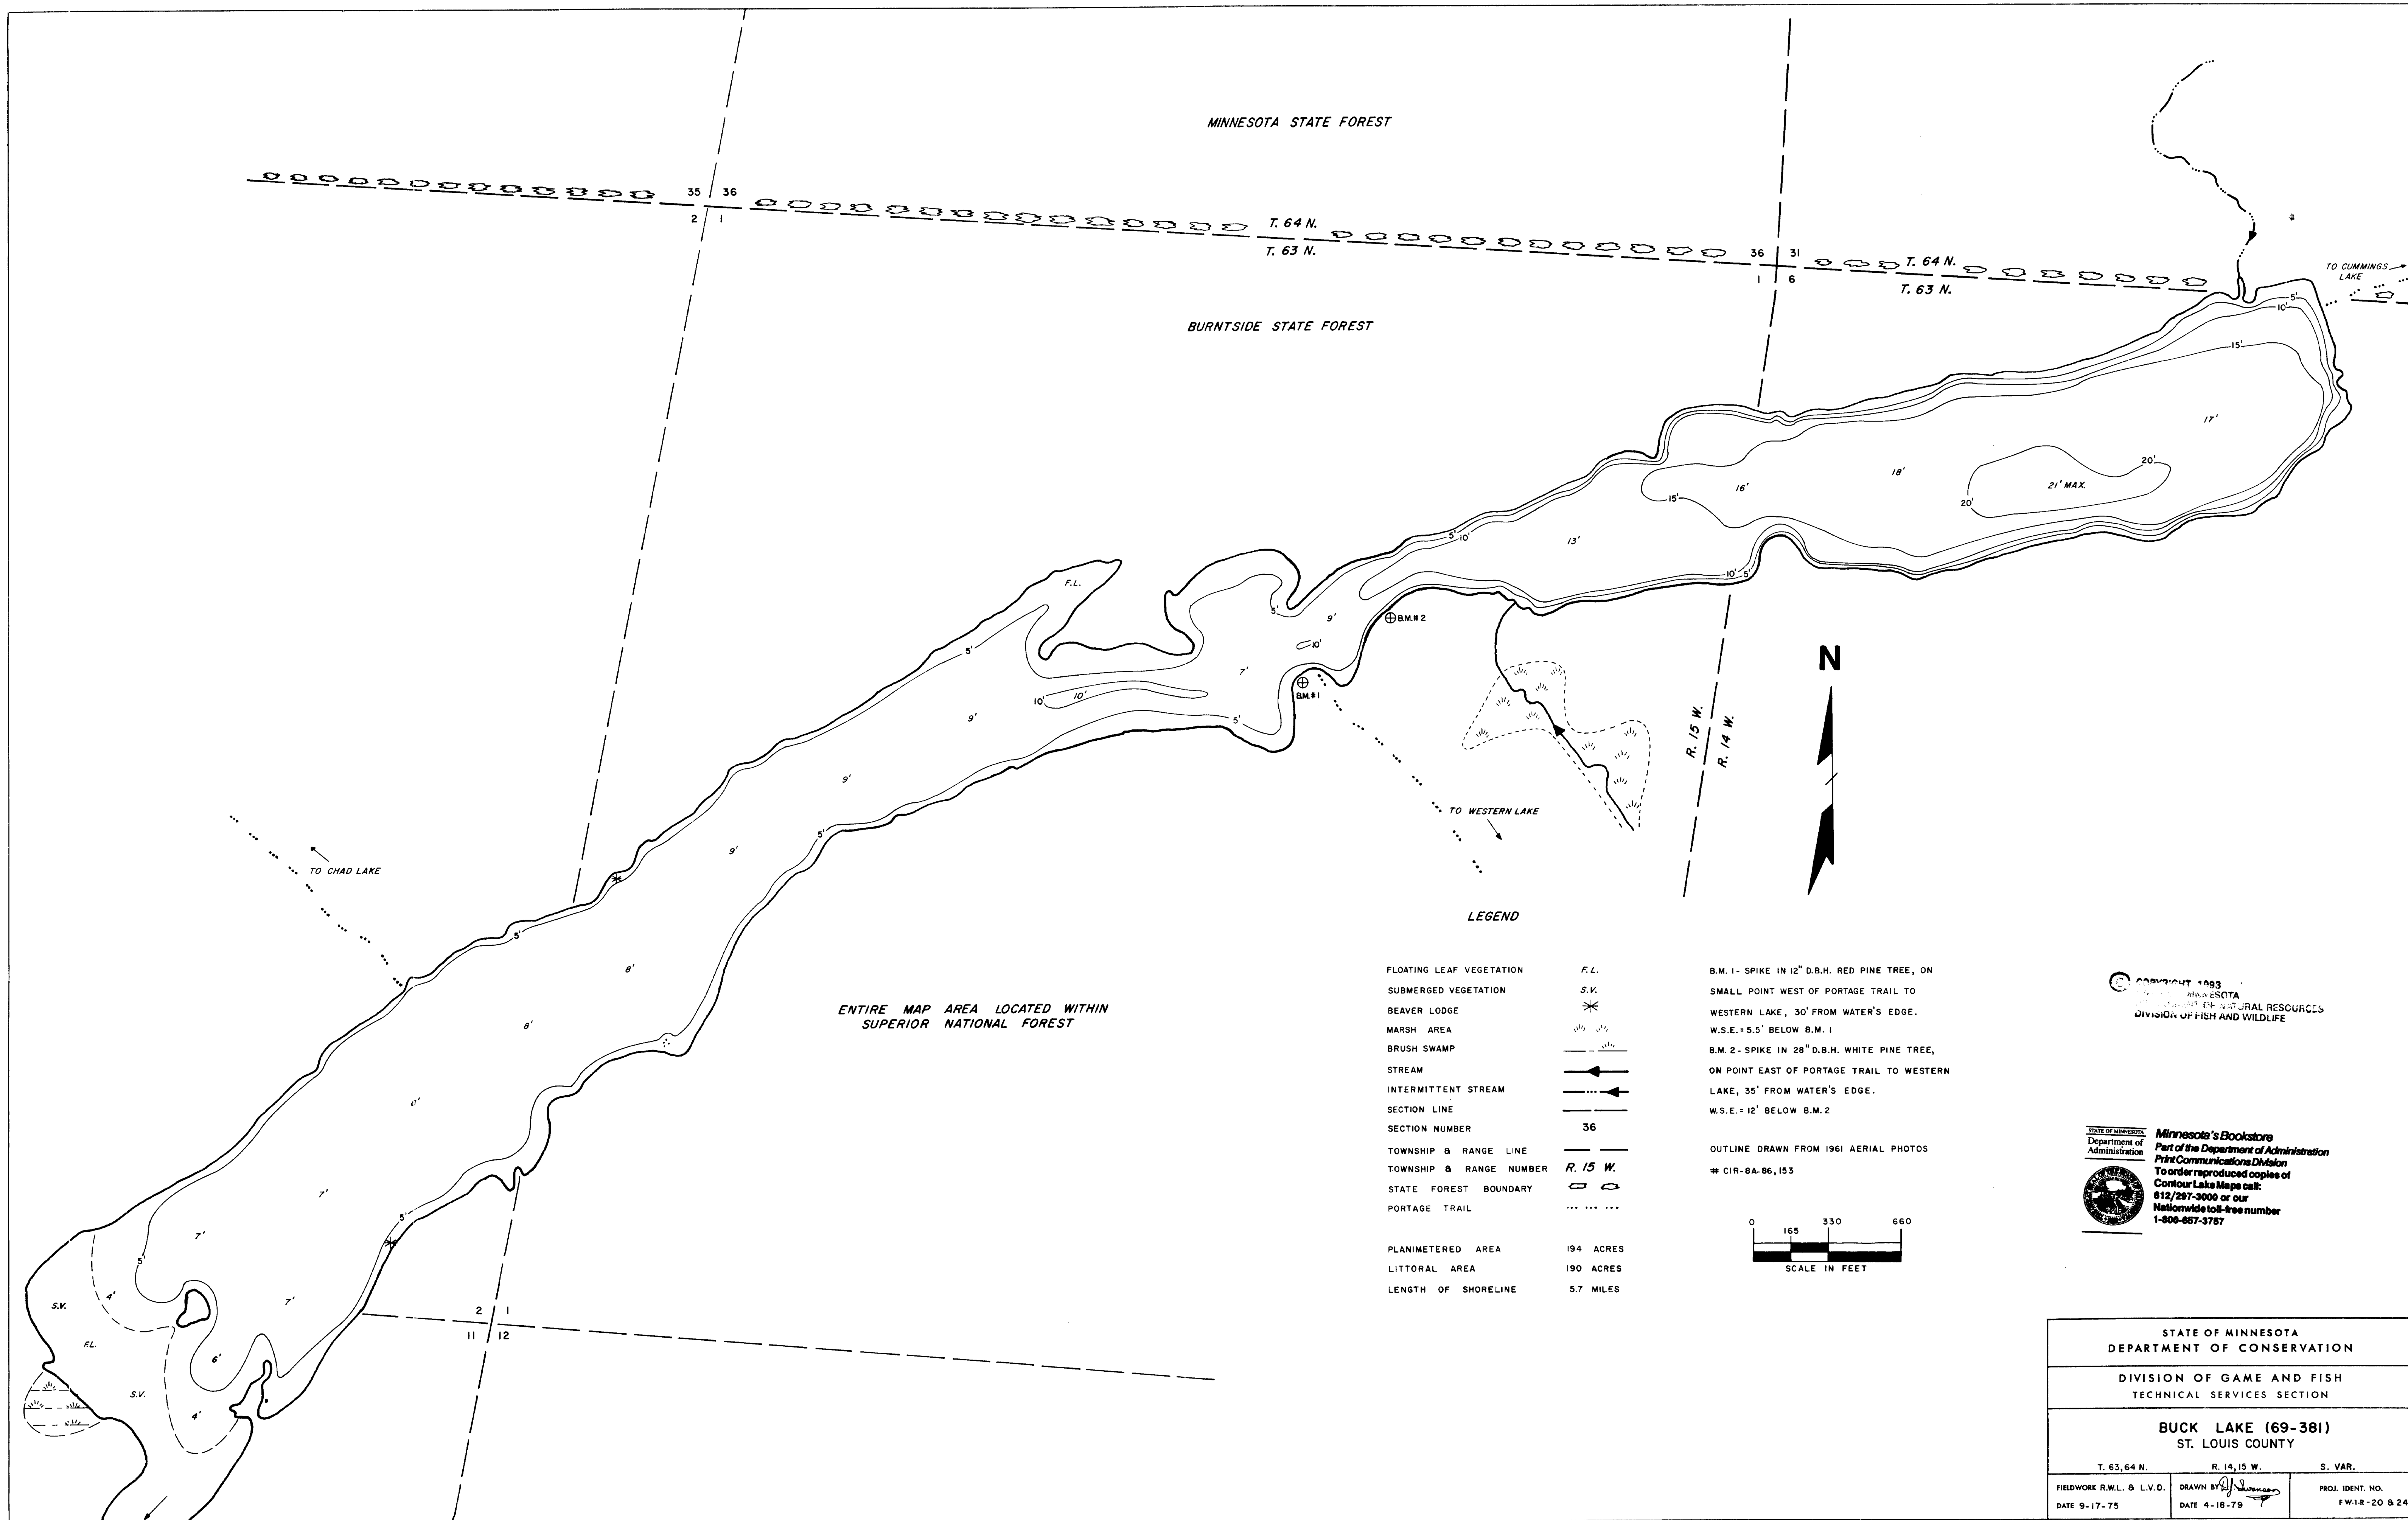 MINNESOTA STATE FOREST
35 36
2 1
T. 64 N.
T. 63 N.
36 31
1 6
T. 64 N.
T. 63 N.
TO CUMMINGS
LAKE
BURNTSIDE STATE FOREST
5'
10'
15'
17'
18'
20'
21' MAX.
20'
16'
15'
13'
5' 10'
10' 5'
F.L.
5'
9'
B.M.# 2
10'
7'
B.M.# 1
5'
10' 10'
5'
9'
9'
9'
5'
N
R. 15 W.
R. 14 W.
TO WESTERN LAKE
TO CHAD LAKE
5'
8'
8'
7'
7'
5'
5'
4'
7'
S.V.
F.L.
6'
S.V.
4'
2 1
11 12
ENTIRE MAP AREA LOCATED WITHIN
SUPERIOR NATIONAL FOREST
LEGEND
FLOATING LEAF VEGETATION F.L.
SUBMERGED VEGETATION S.V.
BEAVER LODGE
MARSH AREA
BRUSH SWAMP
STREAM
INTERMITTENT STREAM
SECTION LINE
SECTION NUMBER 36
TOWNSHIP & RANGE LINE
TOWNSHIP & RANGE NUMBER R. 15 W.
STATE FOREST BOUNDARY
PORTAGE TRAIL
PLANIMETERED AREA 194 ACRES
LITTORAL AREA 190 ACRES
LENGTH OF SHORELINE 5.7 MILES
B.M. 1- SPIKE IN 12" D.B.H. RED PINE TREE, ON
SMALL POINT WEST OF PORTAGE TRAIL TO
WESTERN LAKE, 30' FROM WATER'S EDGE.
W.S.E.= 5.5' BELOW B.M. 1
B.M. 2- SPIKE IN 28" D.B.H. WHITE PINE TREE,
ON POINT EAST OF PORTAGE TRAIL TO WESTERN
LAKE, 35' FROM WATER'S EDGE.
W.S.E.= 12' BELOW B.M. 2
OUTLINE DRAWN FROM 1961 AERIAL PHOTOS
# CIR-8A-86,153
0 165 330 660
SCALE IN FEET
© COPYRIGHT 1993
MINNESOTA
OF NATURAL RESOURCES
DIVISION OF FISH AND WILDLIFE
STATE OF MINNESOTA
Department of
Administration
Minnesota's Bookstore
Part of the Department of Administration
Print Communications Division
To order reproduced copies of
Contour Lake Maps call:
612/297-3000 or our
Nationwide toll-free number
1-800-657-3757
STATE OF MINNESOTA
DEPARTMENT OF CONSERVATION
DIVISION OF GAME AND FISH
TECHNICAL SERVICES SECTION
BUCK LAKE (69-381)
ST. LOUIS COUNTY
T. 63,64 N. R. 14,15 W. S. VAR.
FIELDWORK R.W.L. & L.V.D.
DATE 9-17-75
DRAWN BY DJ Swanson
DATE 4-18-79
PROJ. IDENT. NO.
FW-1-R-20 & 24